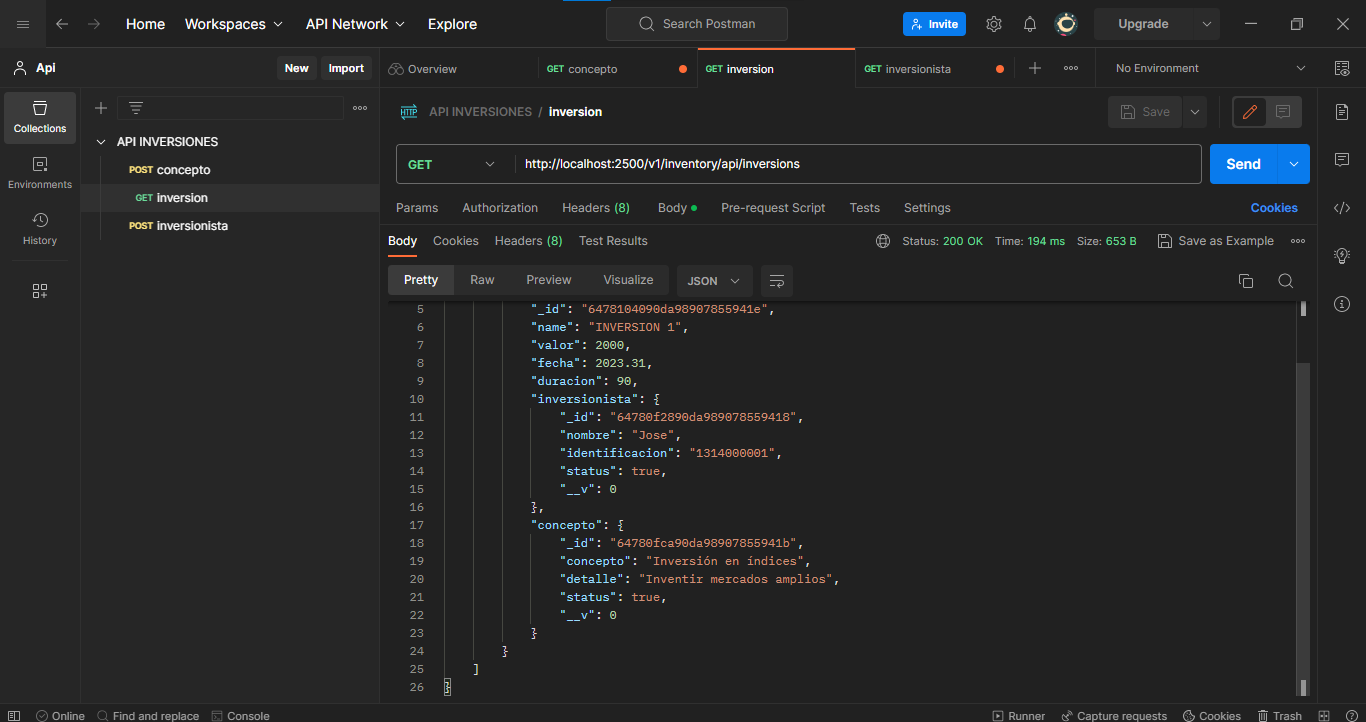 Home Workspaces API Network Explore Search Postman Invite Upgrade
Api New Import Overview GET concepto GET inversion GET inversionista No Environment
Collections
Environments
History
API INVERSIONES
POST concepto
GET inversion
POST inversionista
HTTP API INVERSIONES / inversion Save
GET http://localhost:2500/v1/inventory/api/inversions Send
Params Authorization Headers (8) Body Pre-request Script Tests Settings Cookies
Body Cookies Headers (8) Test Results Status: 200 OK Time: 194 ms Size: 653 B Save as Example
Pretty Raw Preview Visualize JSON
5 "_id": "6478104090da98907855941e",
6 "name": "INVERSION 1",
7 "valor": 2000,
8 "fecha": 2023.31,
9 "duracion": 90,
10 "inversionista": {
11 "_id": "64780f2890da989078559418",
12 "nombre": "Jose",
13 "identificacion": "1314000001",
14 "status": true,
15 "__v": 0
16 },
17 "concepto": {
18 "_id": "64780fca90da98907855941b",
19 "concepto": "Inversión en índices",
20 "detalle": "Inventir mercados amplios",
21 "status": true,
22 "__v": 0
23 }
24 }
25 ]
26 }
Online Find and replace Console Runner Capture requests Cookies Trash